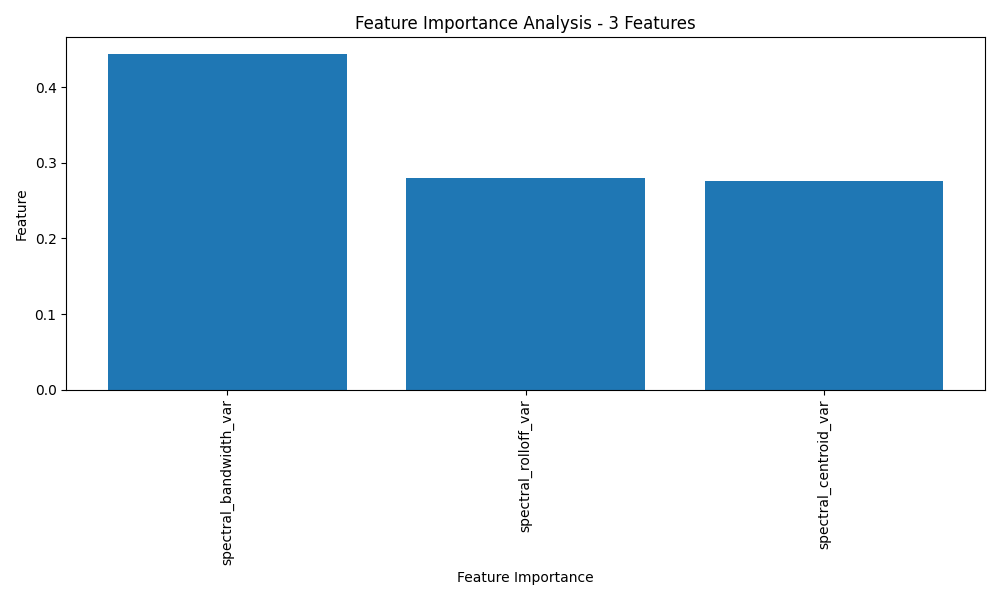 Feature Importance Analysis - 3 Features
Feature
0.4
0.3
0.2
0.1
0.0
spectral_bandwidth_var
spectral_rolloff_var
spectral_centroid_var
Feature Importance